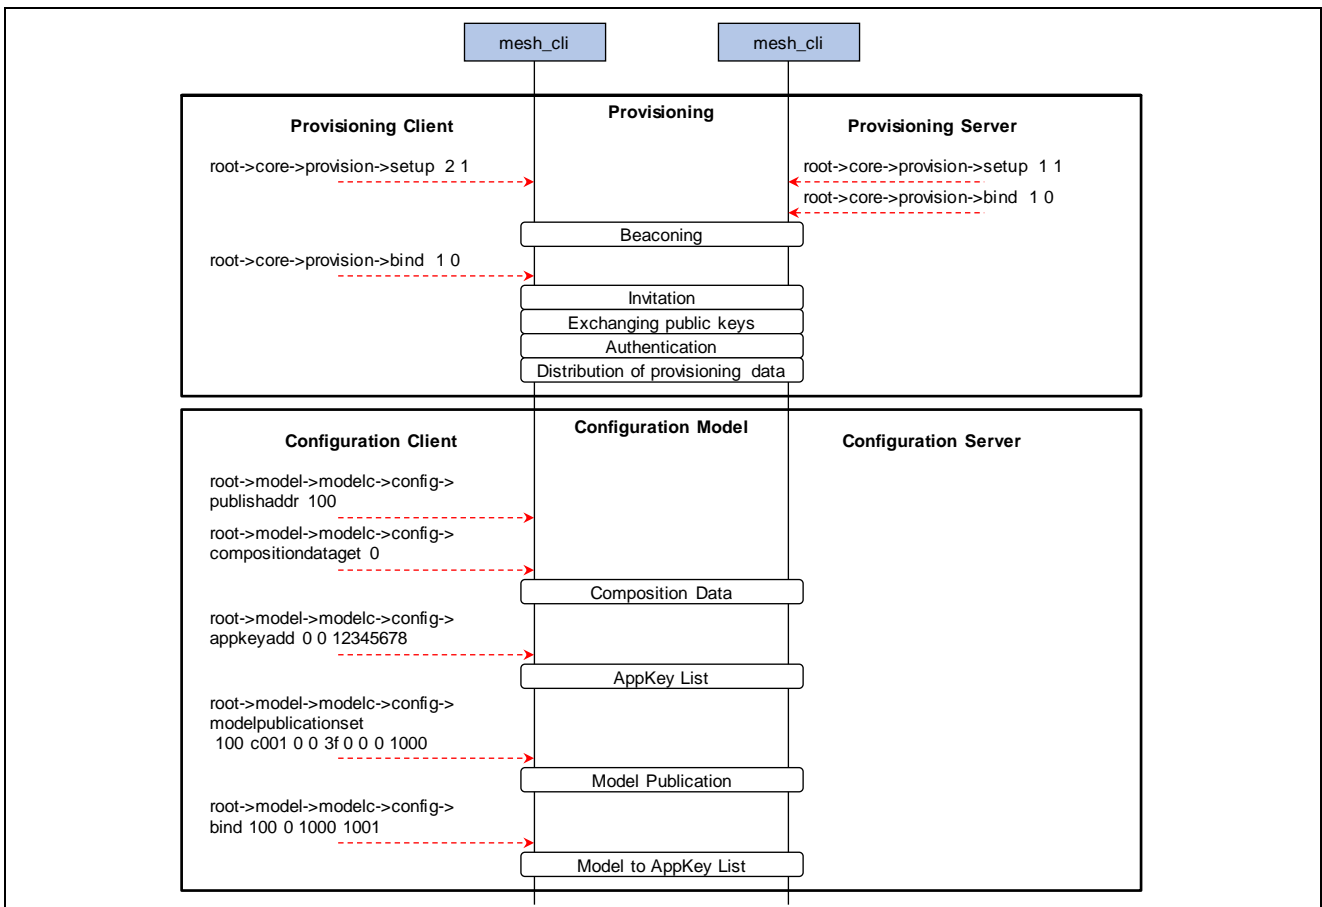 mesh_cli
mesh_cli
Provisioning
Provisioning Client
Provisioning Server
root->core->provision->setup 2 1
root->core->provision->setup 1 1
root->core->provision->bind 1 0
Beaconing
root->core->provision->bind 1 0
Invitation
Exchanging public keys
Authentication
Distribution of provisioning data
Configuration Model
Configuration Client
Configuration Server
root->model->modelc->config->
publishaddr 100
root->model->modelc->config->
compositiondataget 0
Composition Data
root->model->modelc->config->
appkeyadd 0 0 12345678
AppKey List
root->model->modelc->config->
modelpublicationset
100 c001 0 0 3f 0 0 0 1000
Model Publication
root->model->modelc->config->
bind 100 0 1000 1001
Model to AppKey List